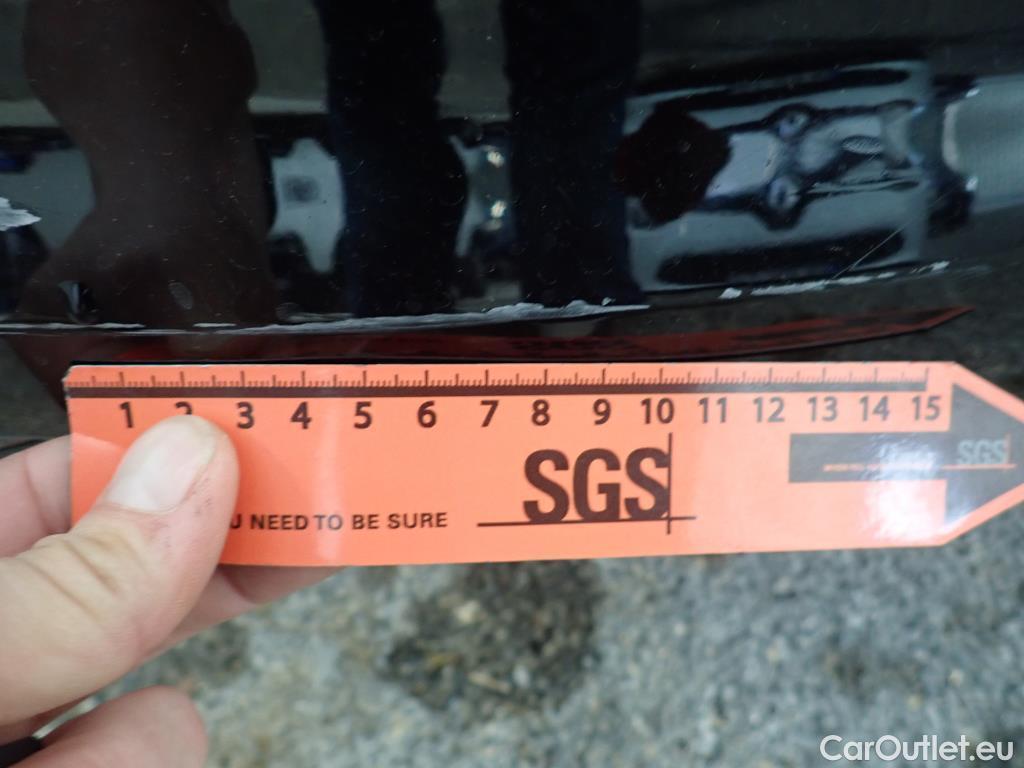 1 2 3 4 5 6 7 8 9 10 11 12 13 14 15
SGS
SGS
U NEED TO BE SURE
CarOutlet.eu